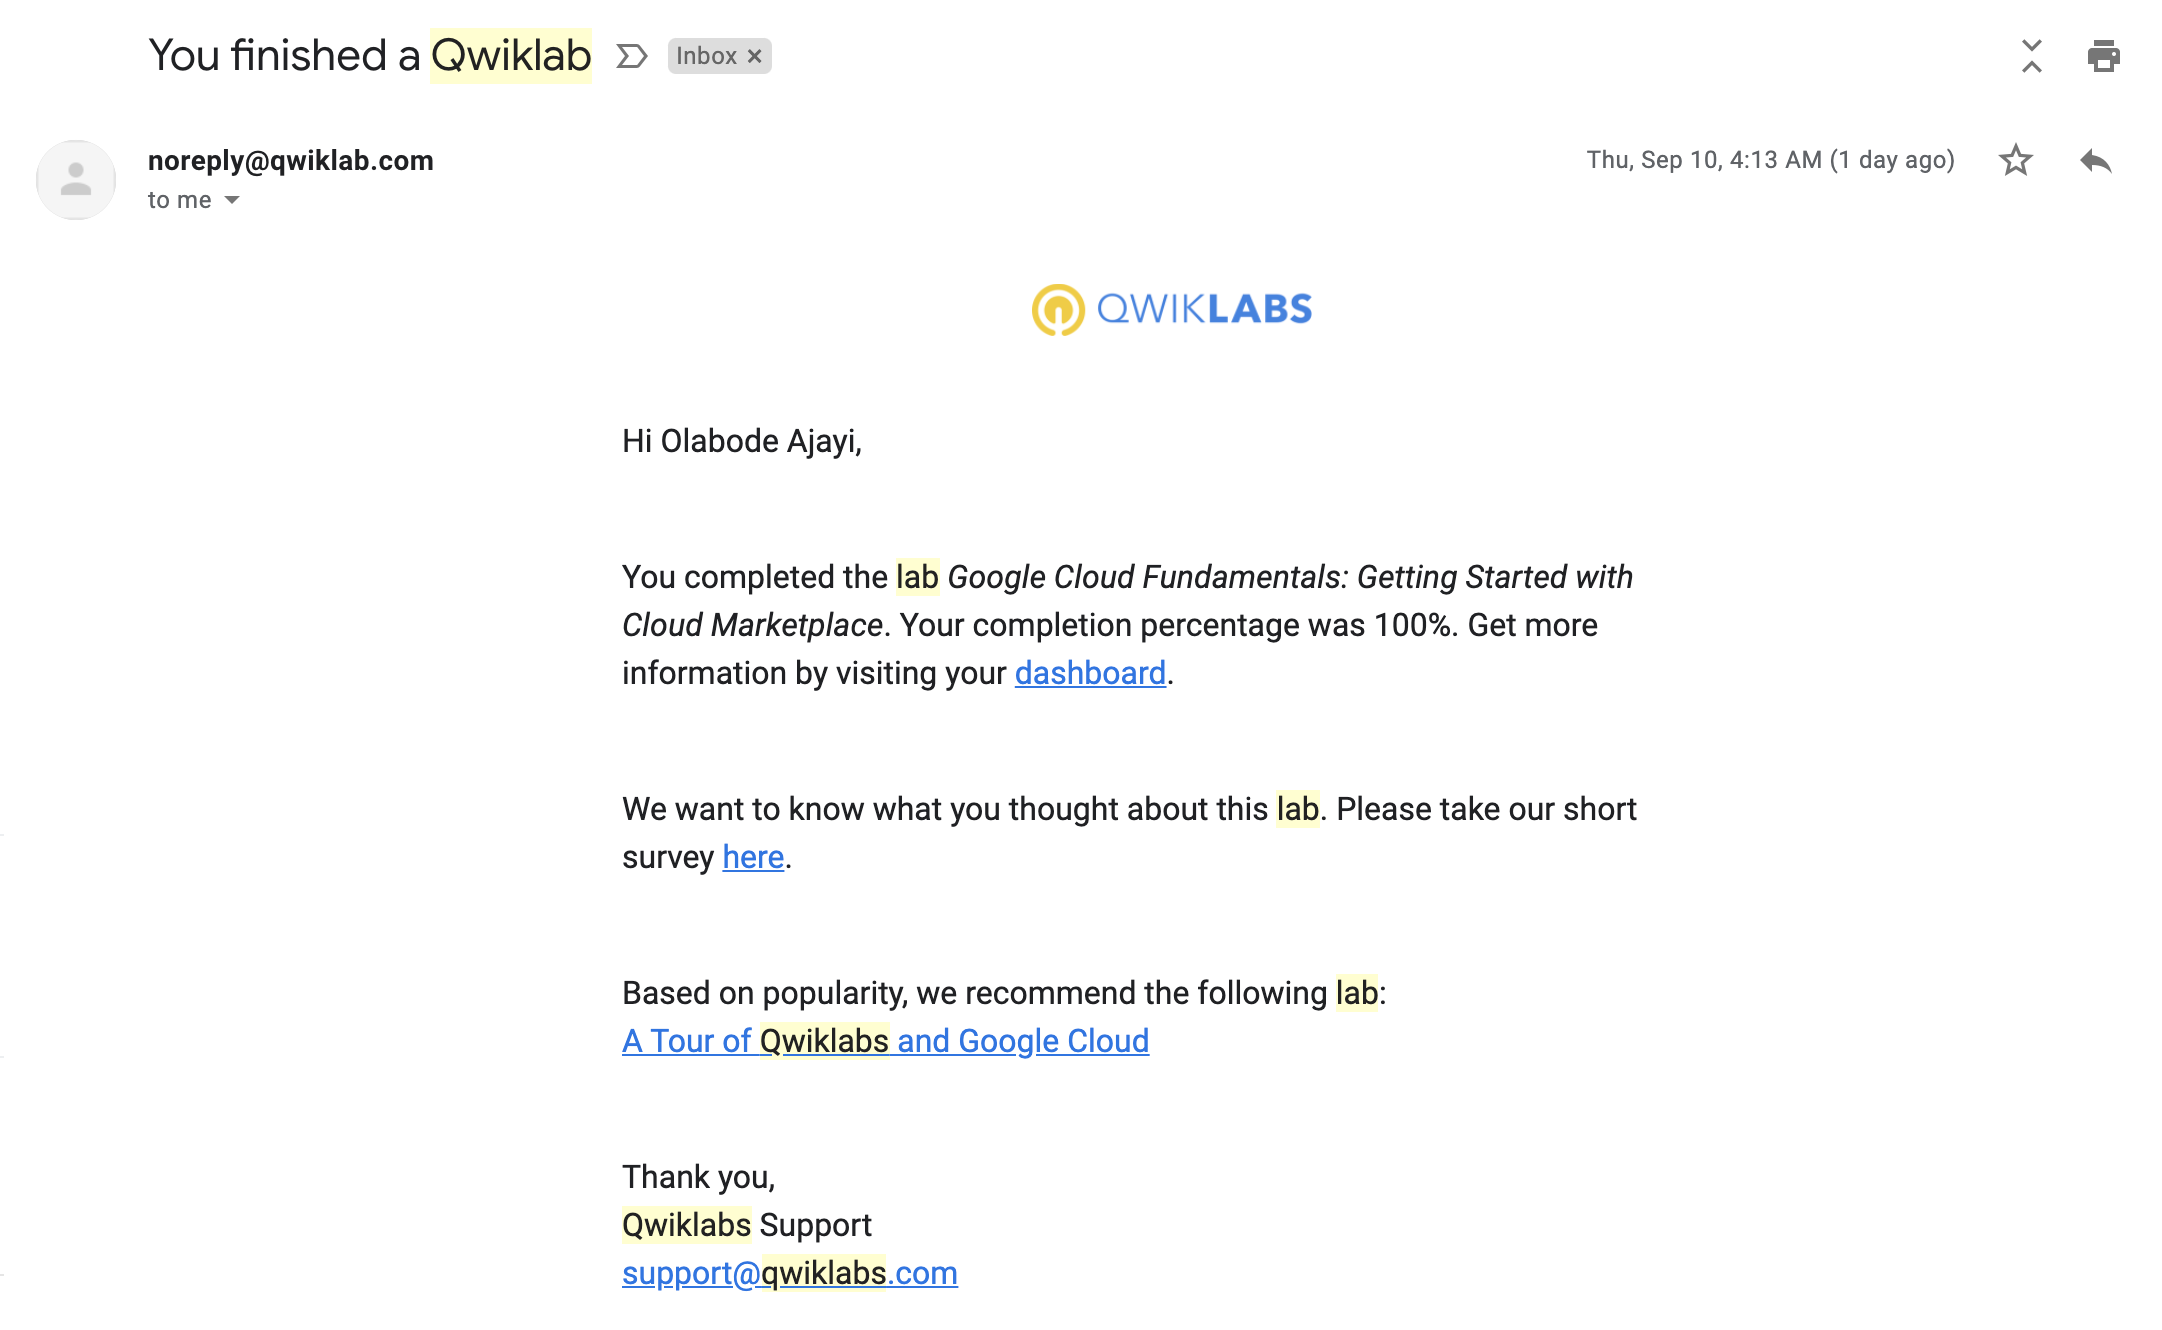 You finished a Qwiklab Inbox ×
noreply@qwiklab.com Thu, Sep 10, 4:13 AM (1 day ago)
to me
QWIKLABS
Hi Olabode Ajayi,
You completed the lab Google Cloud Fundamentals: Getting Started with
Cloud Marketplace. Your completion percentage was 100%. Get more
information by visiting your dashboard.
We want to know what you thought about this lab. Please take our short
survey here.
Based on popularity, we recommend the following lab:
A Tour of Qwiklabs and Google Cloud
Thank you,
Qwiklabs Support
support@qwiklabs.com